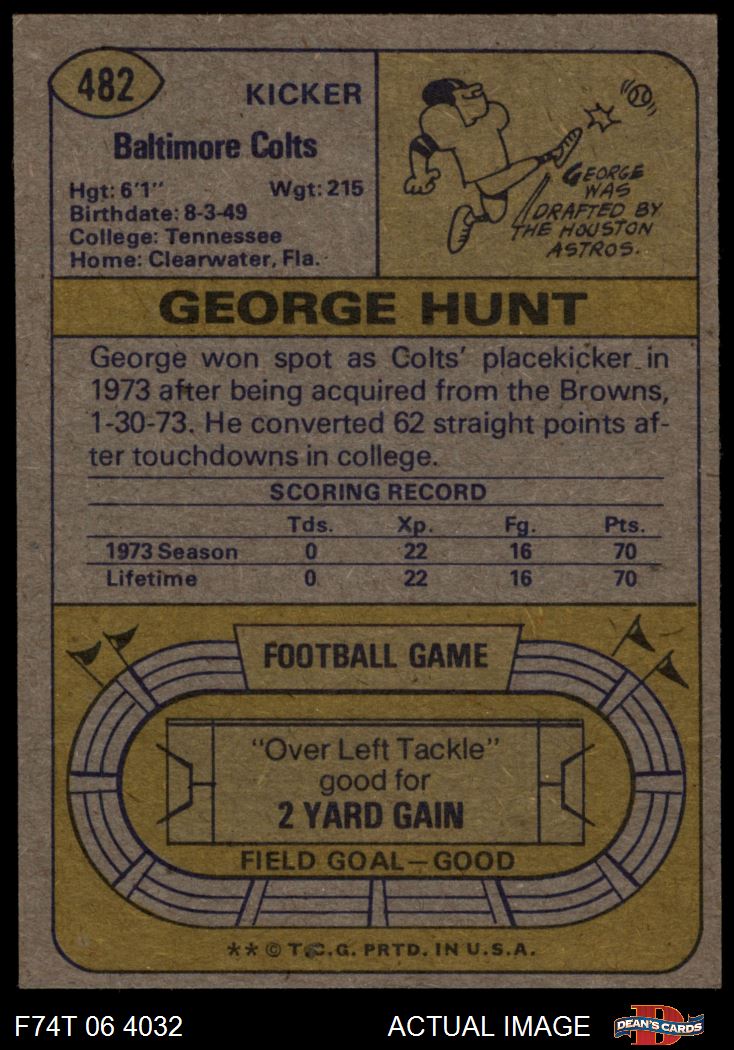 482
KICKER
Baltimore Colts
Hgt: 6'1" Wgt: 215
Birthdate: 8-3-49
College: Tennessee
Home: Clearwater, Fla.
GEORGE
WAS
DRAFTED BY
THE HOUSTON
ASTROS.
GEORGE HUNT
George won spot as Colts' placekicker in
1973 after being acquired from the Browns,
1-30-73. He converted 62 straight points af-
ter touchdowns in college.
SCORING RECORD
Tds. Xp. Fg. Pts.
1973 Season 0 22 16 70
Lifetime 0 22 16 70
FOOTBALL GAME
"Over Left Tackle"
good for
2 YARD GAIN
FIELD GOAL—GOOD
** © T.C.G. PRTD. IN U.S.A.
F74T 06 4032 ACTUAL IMAGE D DEAN'S CARDS